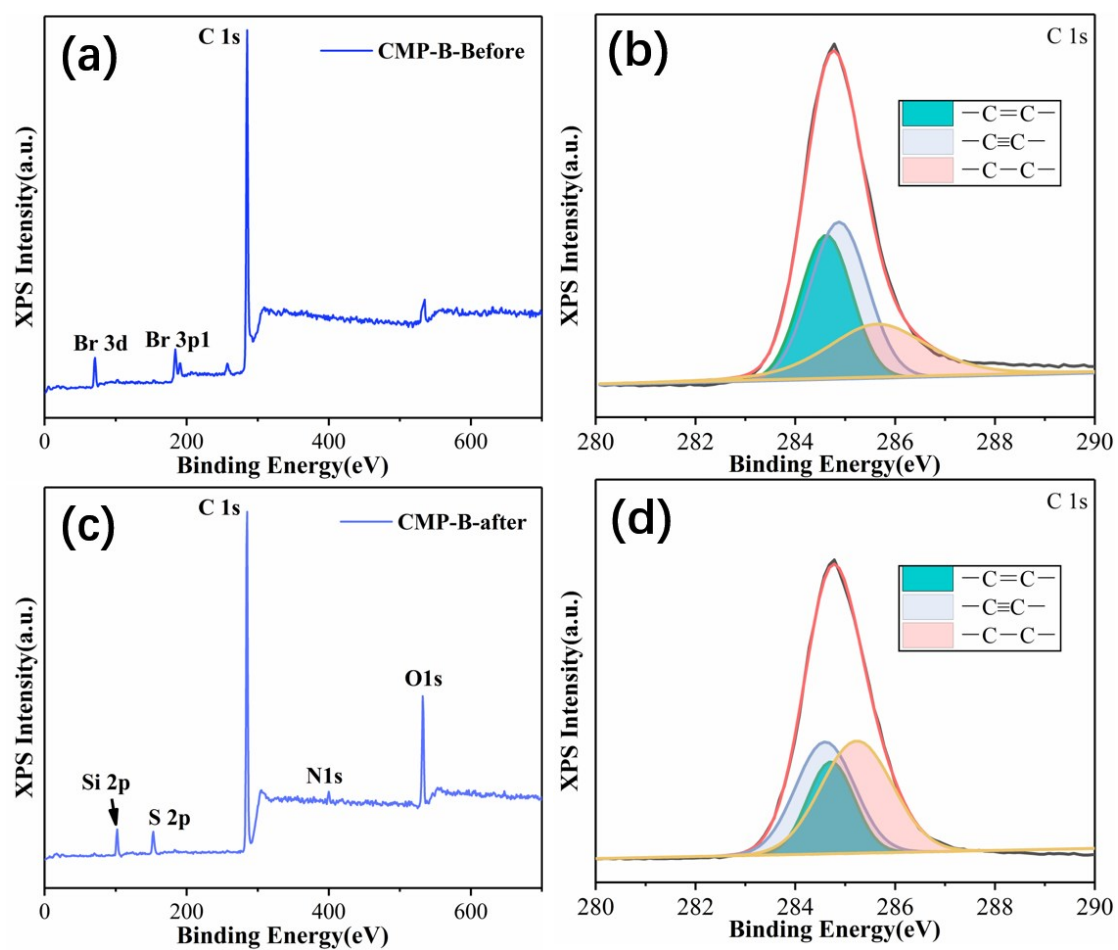 (a)
C 1s
CMP-B-Before
Br 3d
Br 3p1
XPS Intensity(a.u.)
0 200 400 600
Binding Energy(eV)
(b)
C 1s
—C=C—
—C≡C—
—C—C—
XPS Intensity(a.u.)
280 282 284 286 288 290
Binding Energy(eV)
(c)
C 1s
CMP-B-after
O1s
N1s
Si 2p
S 2p
XPS Intensity(a.u.)
0 200 400 600
Binding Energy(eV)
(d)
C 1s
—C=C—
—C≡C—
—C—C—
XPS Intensity(a.u.)
280 282 284 286 288 290
Binding Energy(eV)